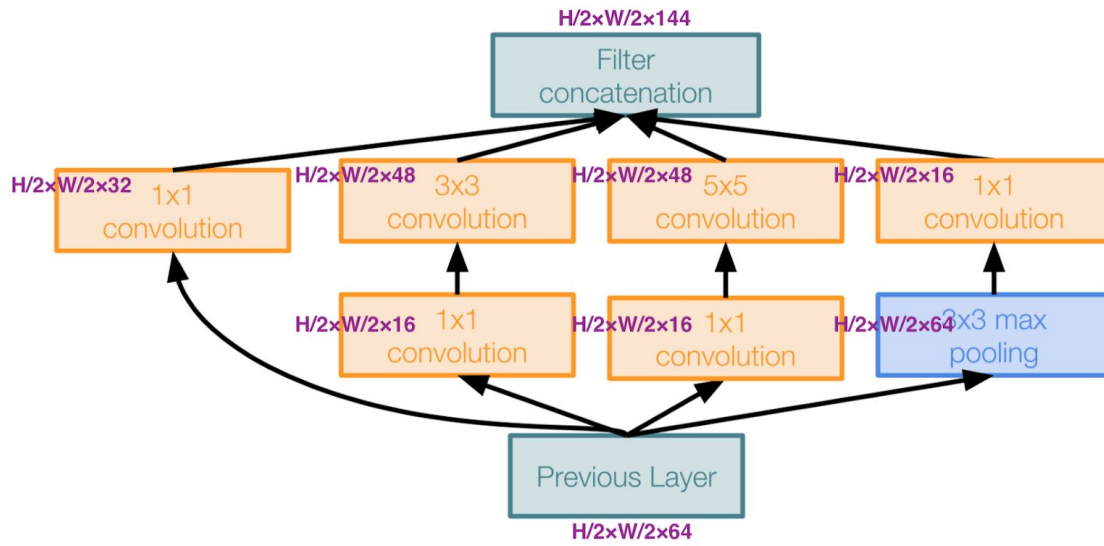 H/2×W/2×144
Filter
concatenation
H/2×W/2×32
1x1
convolution
H/2×W/2×48
3x3
convolution
H/2×W/2×48
5x5
convolution
H/2×W/2×16
1x1
convolution
H/2×W/2×16
1x1
convolution
H/2×W/2×16
1x1
convolution
H/2×W/2×64
3x3 max
pooling
Previous Layer
H/2×W/2×64